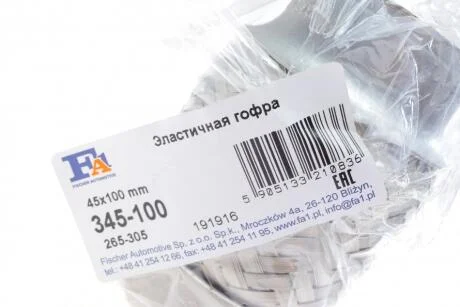 Эластичная гофра
FA
FISCHER AUTOMOTIVE
45x100 mm
345-100
265-305
191916
5 905133 210836
EAC
Fischer Automotive Sp. z o.o. Sp.k., Mroczków 4a, 26-120 Bliżyn,
tel.: +48 41 254 12 66, fax: +48 41 254 11 95, www.fa1.pl, info@fa1.pl